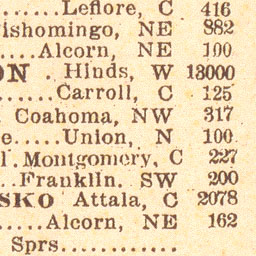 ......Leflore, C 416
ishomingo, NE 882
.....Alcorn, NE 100
ON . Hinds, W 13000
......Carroll, C 125
Coahoma, NW 317
e.....Union, N 100
l. Montgomery, C 227
...Franklin. SW 200
SKO Attala, C 2078
.....Alcorn, NE 162
Sprs............